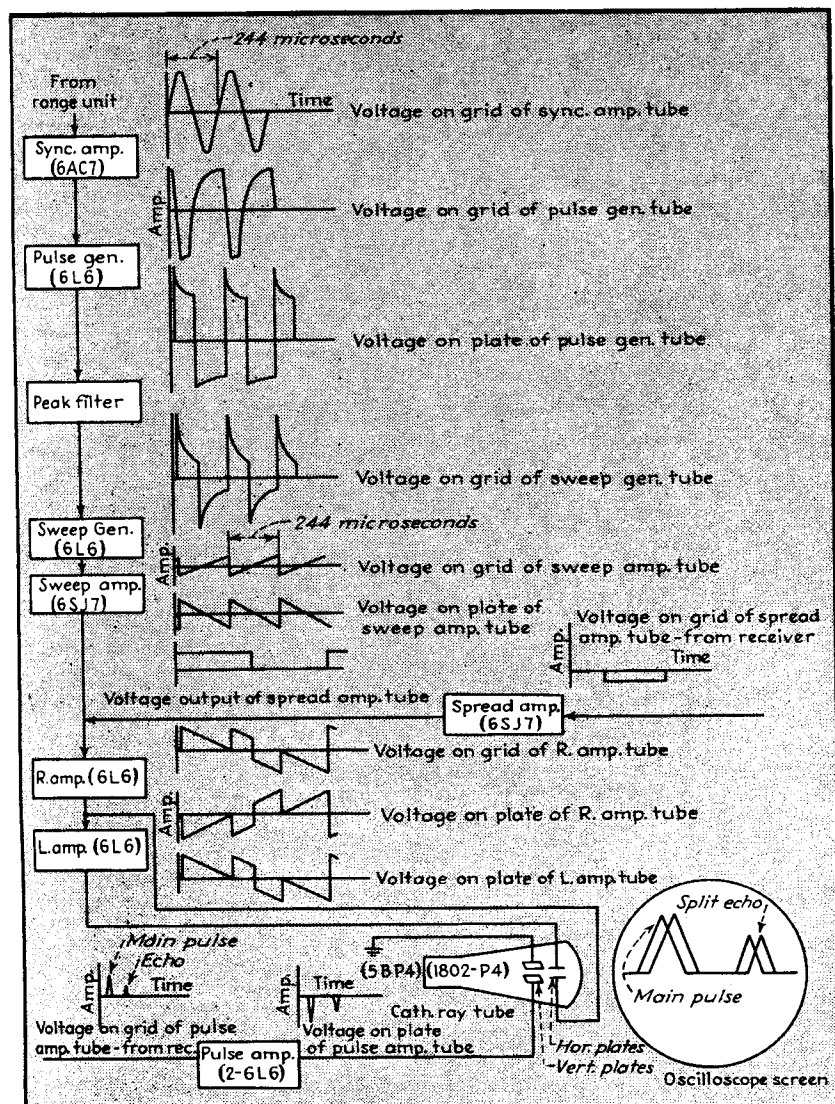 244 microseconds
From
range unit
Time
Voltage on grid of sync. amp. tube
Sync. amp.
(6AC7)
Amp.
Voltage on grid of pulse gen. tube
Pulse gen.
(6L6)
Voltage on plate of pulse gen. tube
Peak filter
Voltage on grid of sweep gen. tube
Sweep Gen.
(6L6)
244 microseconds
Amp.
Voltage on grid of sweep amp. tube
Sweep amp.
(6SJ7)
Voltage on plate of
sweep amp. tube
Voltage on grid of spread
amp. tube-from receiver
Amp.
Time
Voltage output of spread amp. tube
Spread amp.
(6SJ7)
Voltage on grid of R. amp. tube
R. amp. (6L6)
Amp.
Voltage on plate of R. amp. tube
L. amp. (6L6)
Voltage on plate of L. amp. tube
Split echo
Main pulse
Echo
Amp.
Time
Amp.
Time
(5BP4) (1802-P4)
Cath. ray tube
Main pulse
Voltage on grid of pulse
amp. tube-from rec.
Voltage on plate
of pulse amp. tube
Pulse amp.
(2-6L6)
Hor. plates
Vert. plates
Oscilloscope screen